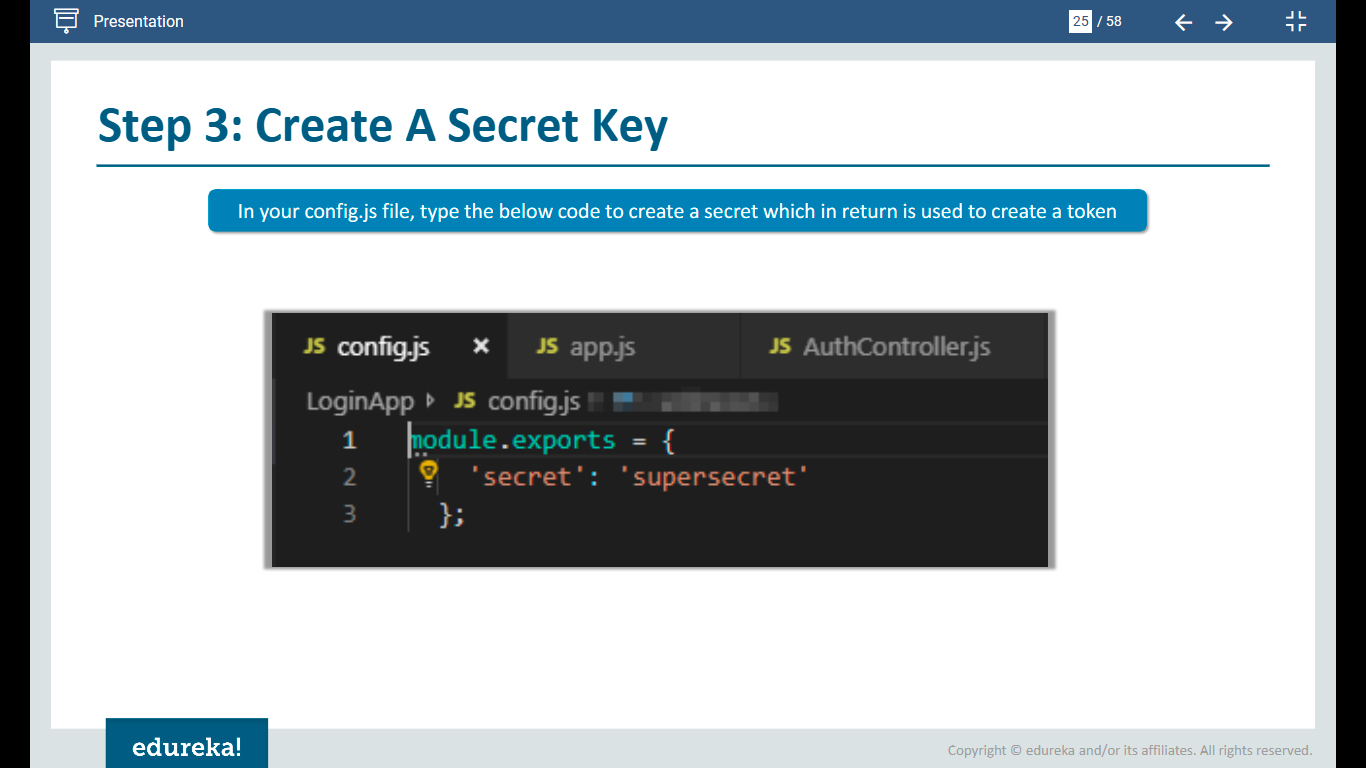 Presentation
25 / 58
Step 3: Create A Secret Key
In your config.js file, type the below code to create a secret which in return is used to create a token
JS config.js × JS app.js JS AuthController.js
LoginApp JS config.js
1 module.exports = {
2 'secret': 'supersecret'
3 };
edureka!
Copyright © edureka and/or its affiliates. All rights reserved.